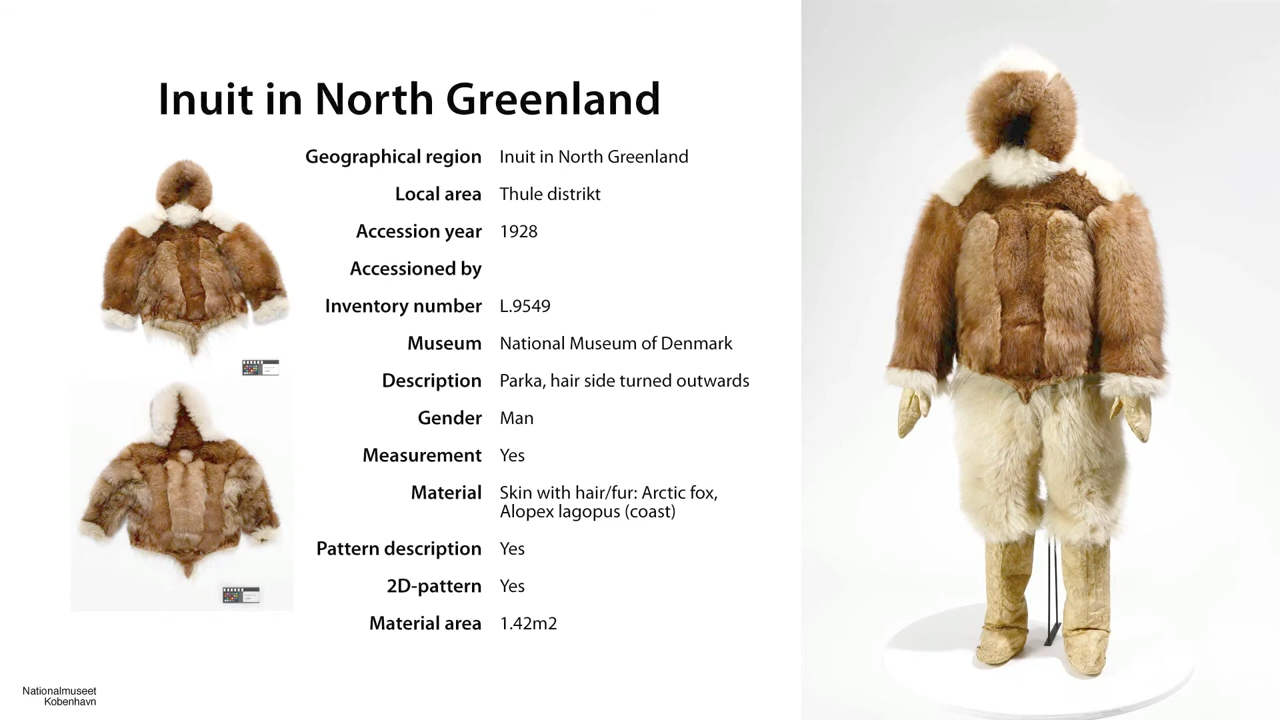 Inuit in North Greenland
Geographical region Inuit in North Greenland
Local area Thule distrikt
Accession year 1928
Accessioned by
Inventory number L.9549
Museum National Museum of Denmark
Description Parka, hair side turned outwards
Gender Man
Measurement Yes
Material Skin with hair/fur: Arctic fox,
Alopex lagopus (coast)
Pattern description Yes
2D-pattern Yes
Material area 1.42m2
Nationalmuseet
Kobenhavn